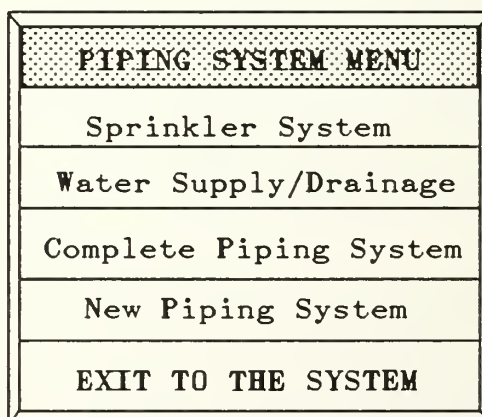 PIPING SYSTEM MENU
Sprinkler System
Water Supply/Drainage
Complete Piping System
New Piping System
EXIT TO THE SYSTEM